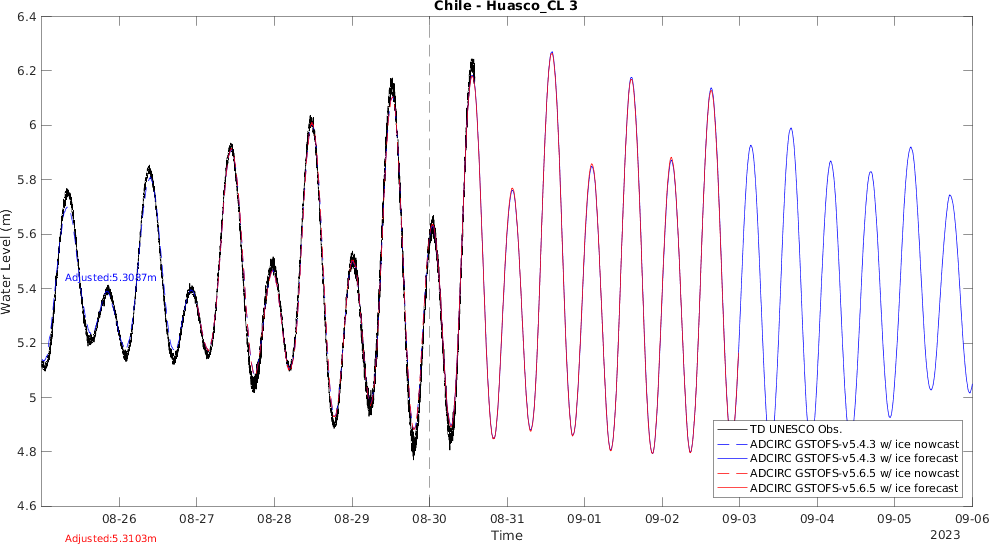 Chile - Huasco_CL 3
6.4
6.2
6
5.8
5.6
5.4
5.2
5
4.8
4.6
Water Level (m)
Adjusted:5.3087m
TD UNESCO Obs.
ADCIRC GSTOFS-v5.4.3 w/ ice nowcast
ADCIRC GSTOFS-v5.4.3 w/ ice forecast
ADCIRC GSTOFS-v5.6.5 w/ ice nowcast
ADCIRC GSTOFS-v5.6.5 w/ ice forecast
08-26 08-27 08-28 08-29 08-30 08-31 09-01 09-02 09-03 09-04 09-05 09-06
Time
2023
Adjusted:5.3103m